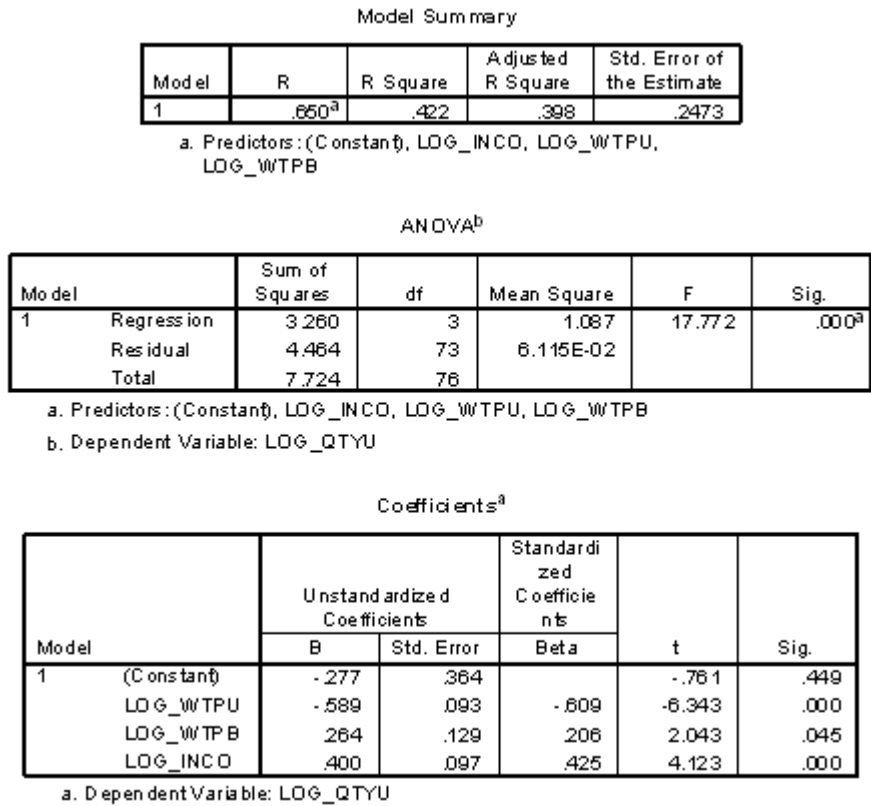 Model Summary
Model R R Square Adjusted R Square Std. Error of the Estimate
1 .650a .422 .398 .2473
a. Predictors: (Constant), LOG_INCO, LOG_WTPU,
LOG_WTPB
ANOVAb
Model Sum of Squares df Mean Square F Sig.
1 Regression 3.260 3 1.087 17.772 .000a
Residual 4.464 73 6.115E-02
Total 7.724 76
a. Predictors: (Constant), LOG_INCO, LOG_WTPU, LOG_WTPB
b. Dependent Variable: LOG_QTYU
Coefficientsa
Model Unstandardized Coefficients Standardi zed Coefficie nts t Sig.
B Std. Error Beta
1 (Constant) -.277 .364 -.761 .449
LOG_WTPU -.589 .093 -.609 -6.343 .000
LOG_WTPB .264 .129 .206 2.043 .045
LOG_INCO .400 .097 .425 4.123 .000
a. Dependent Variable: LOG_QTYU